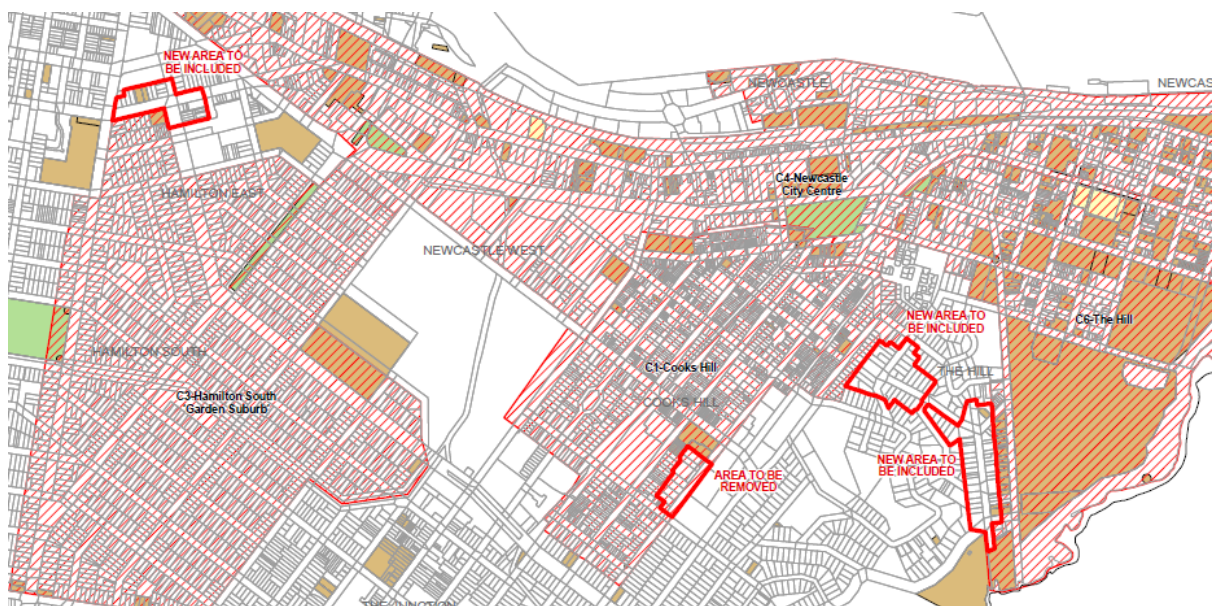 NEW AREA TO
BE INCLUDED
NEWCASTLE
NEWCAS
C4-Newcastle
City Centre
HAMILTON EAST
NEWCASTLE WEST
NEW AREA TO
BE INCLUDED
C6-The Hill
HAMILTON SOUTH
C1-Cooks Hill
THE HILL
C3-Hamilton South
Garden Suburb
COOKS HILL
NEW AREA TO
BE INCLUDED
AREA TO BE
REMOVED
THE JUNCTION